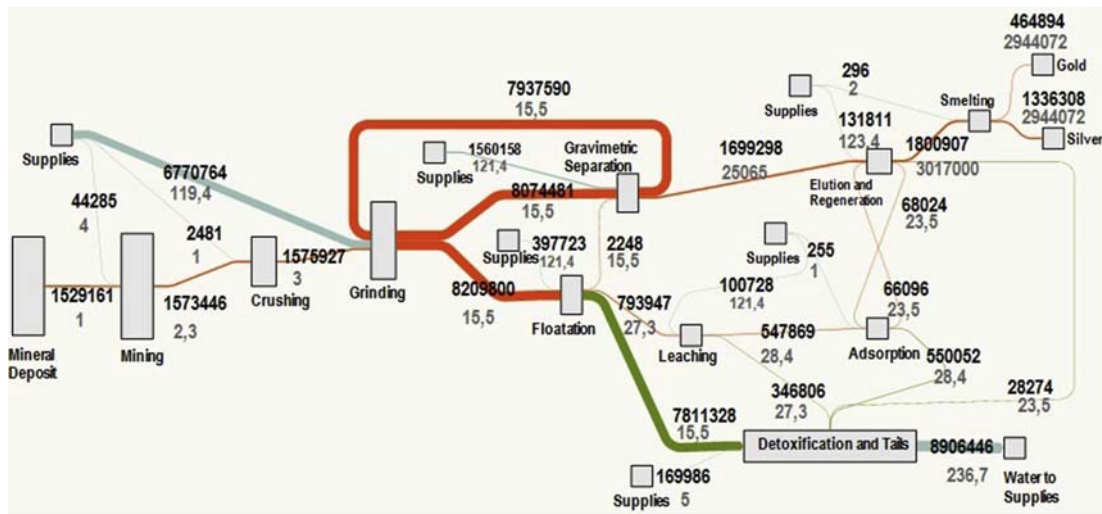 464894
2944072
Gold
7937590
15,5
296
2
Supplies
Smelting
1336308
2944072
Silver
131811
123,4
Supplies
1560158
121,4
Supplies
Gravimetric
Separation
1699298
25065
1800907
3017000
6770764
119,4
8074481
15,5
Elution and
Regeneration
44285
4
2481
1
68024
23,5
Supplies
397723
121,4
2248
15,5
Supplies
255
1
1529161
1
1573446
2,3
Crushing
1575927
3
Grinding
8209800
15,5
Floatation
793947
27,3
100728
121,4
66096
23,5
Mineral
Deposit
Mining
Leaching
547869
28,4
Adsorption
550052
28,4
346806
27,3
28274
23,5
7811328
15,5
Detoxification and Tails
8906446
236,7
Water to
Supplies
169986
Supplies 5